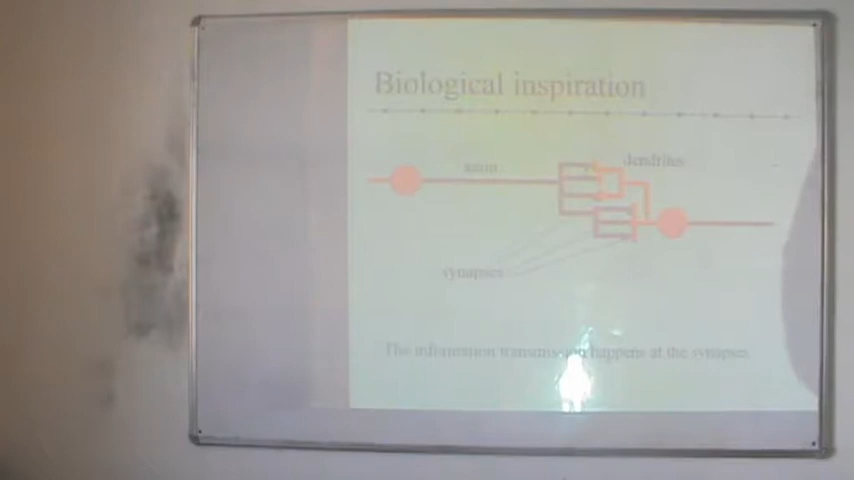 Biological inspiration
axon
dendrites
synapses
The information transmission happens at the synapses